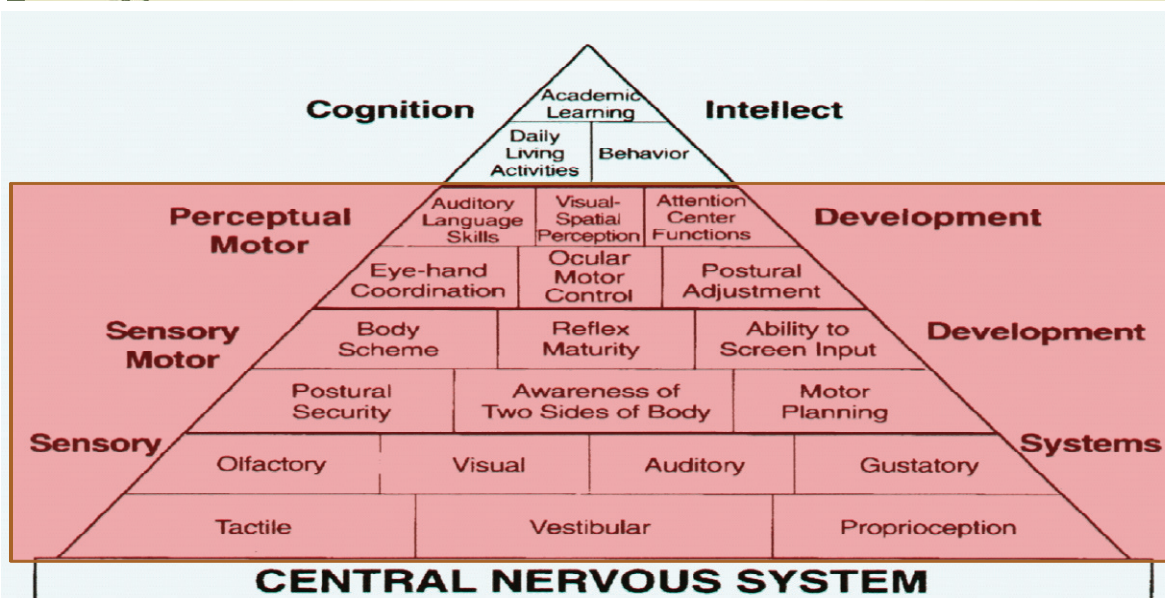 Academic
Learning
Cognition
Intellect
Daily
Living
Activities
Behavior
Perceptual
Motor
Auditory
Language
Skills
Visual-
Spatial
Perception
Attention
Center
Functions
Development
Eye-hand
Coordination
Ocular
Motor
Control
Postural
Adjustment
Sensory
Motor
Body
Scheme
Reflex
Maturity
Ability to
Screen Input
Development
Postural
Security
Awareness of
Two Sides of Body
Motor
Planning
Sensory
Systems
Olfactory
Visual
Auditory
Gustatory
Tactile
Vestibular
Proprioception
CENTRAL NERVOUS SYSTEM